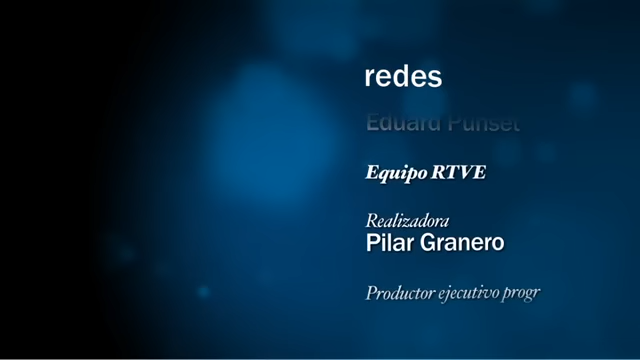 redes
Eduard Punset
Equipo RTVE
Realizadora
Pilar Granero
Productor ejecutivo progr